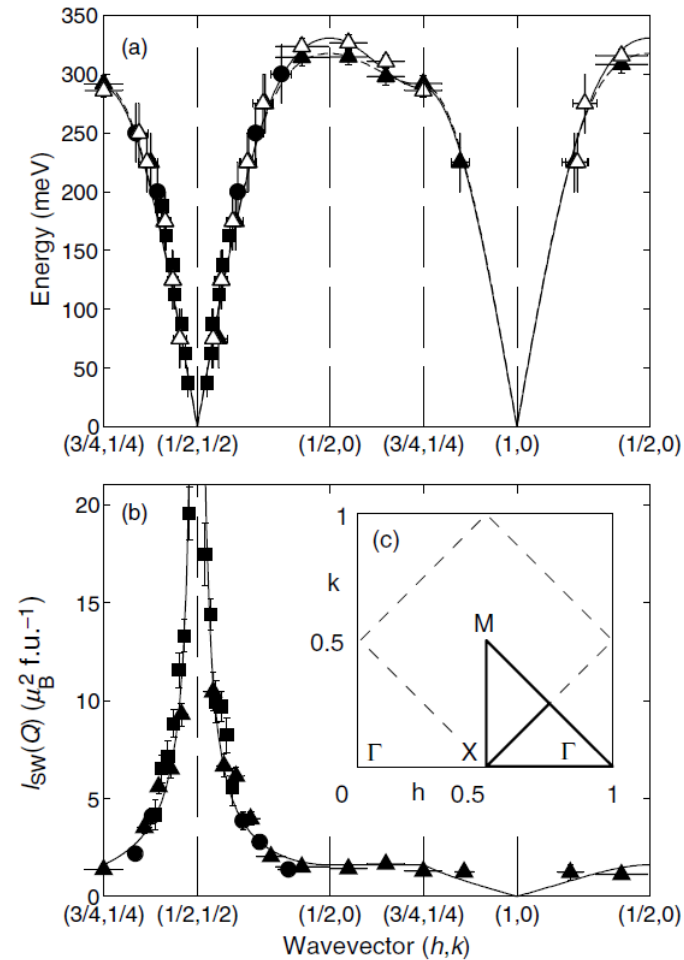 350
(a)
300
250
200
150
100
50
0
Energy (meV)
(3/4,1/4) (1/2,1/2) (1/2,0) (3/4,1/4) (1,0) (1/2,0)
20
(b)
15
10
5
0
I_SW(Q) (μ_B^2 f.u.^-1)
1
(c)
k
M
0.5
Γ X Γ
0 h 0.5 1
(3/4,1/4) (1/2,1/2) (1/2,0) (3/4,1/4) (1,0) (1/2,0)
Wavevector (h,k)